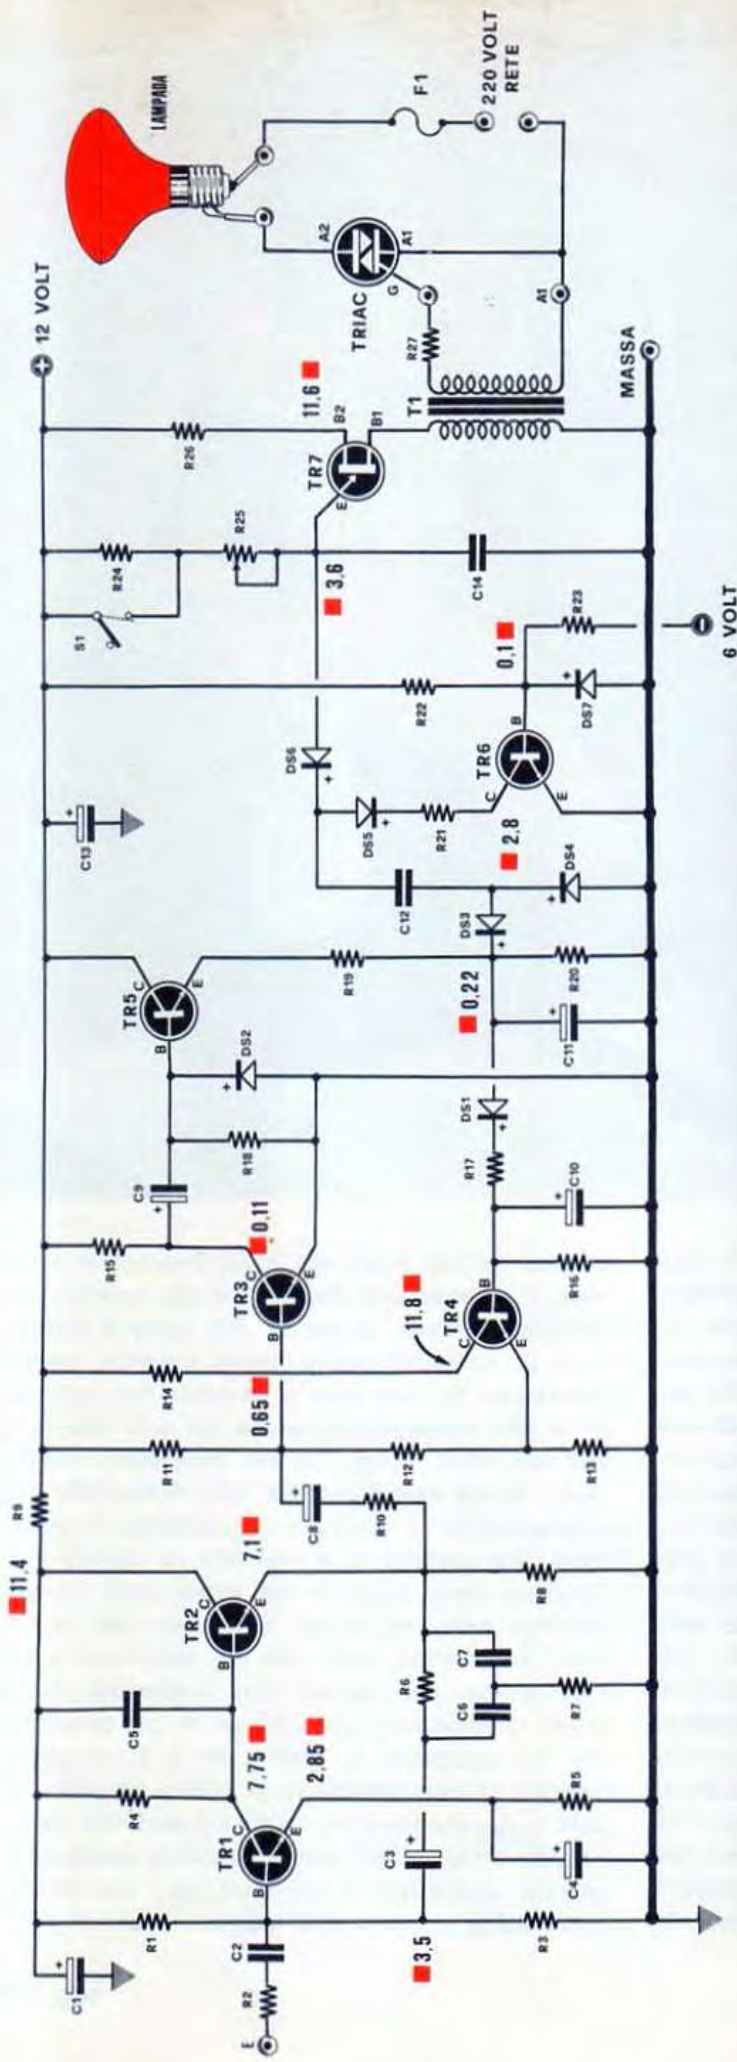 LAMPADA
F1
220 VOLT
RETE
A2
A1
G
TRIAC
R27
A1
T1
12 VOLT
MASSA
11,6
B2
B1
TR7
E
R26
R25
R24
S1
3,6
C14
R23
0,1
6 VOLT
R22
DS7
B
TR6
C
E
DS6
DS5
R21
2,8
C13
C12
DS4
DS3
R20
R19
0,22
C11
TR5
C
E
B
DS2
R18
DS1
R17
C10
R16
C9
R15
0,11
TR3
C
E
B
11,8
TR4
B
C
E
R14
0,65
R11
R12
R13
R9
11,4
7,1
C8
R10
R8
TR2
C
E
B
C7
R6
C6
R7
C5
7,75
2,85
R4
TR1
C
E
B
R5
C3
C4
R1
3,5
R3
C2
C1
R2
E
+
+
+
+
+
+
+
+
+
+
+
+
+
+